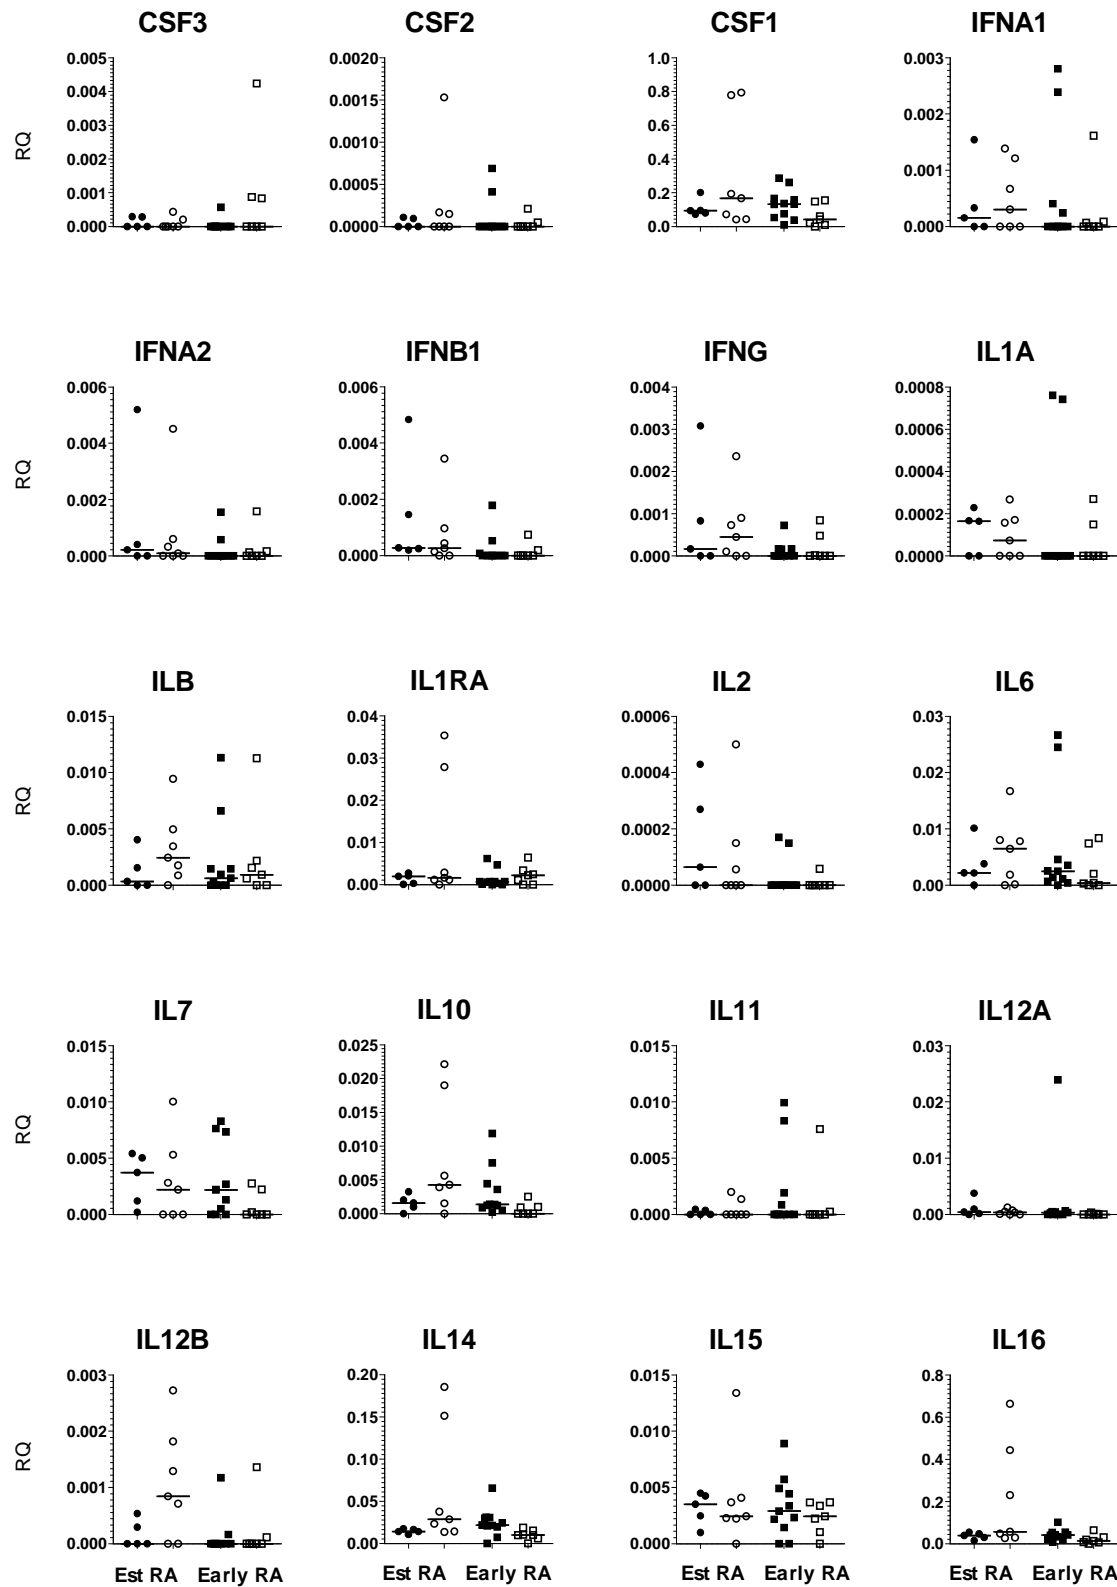 CSF3 CSF2 CSF1 IFNA1
0.005 0.0020 1.0 0.003
0.004 0.0015 0.8 0.002
0.003 0.0010 0.6 0.001
0.002 0.0005 0.4 0.000
0.001 0.0000 0.2
0.000 0.0
RQ
IFNA2 IFNB1 IFNG IL1A
0.006 0.006 0.004 0.0008
0.004 0.004 0.003 0.0006
0.002 0.002 0.002 0.0004
0.000 0.000 0.001 0.0002
0.000 0.0000
RQ
ILB IL1RA IL2 IL6
0.015 0.04 0.0006 0.03
0.010 0.03 0.0004 0.02
0.005 0.02 0.0002 0.01
0.000 0.01 0.0000 0.00
0.00
RQ
IL7 IL10 IL11 IL12A
0.015 0.025 0.015 0.03
0.010 0.020 0.010 0.02
0.005 0.015 0.005 0.01
0.000 0.010 0.000 0.00
0.005
0.000
RQ
IL12B IL14 IL15 IL16
0.003 0.20 0.015 0.8
0.002 0.15 0.010 0.6
0.001 0.10 0.005 0.4
0.000 0.05 0.000 0.2
0.00 0.0
RQ
Est RA Early RA Est RA Early RA Est RA Early RA Est RA Early RA